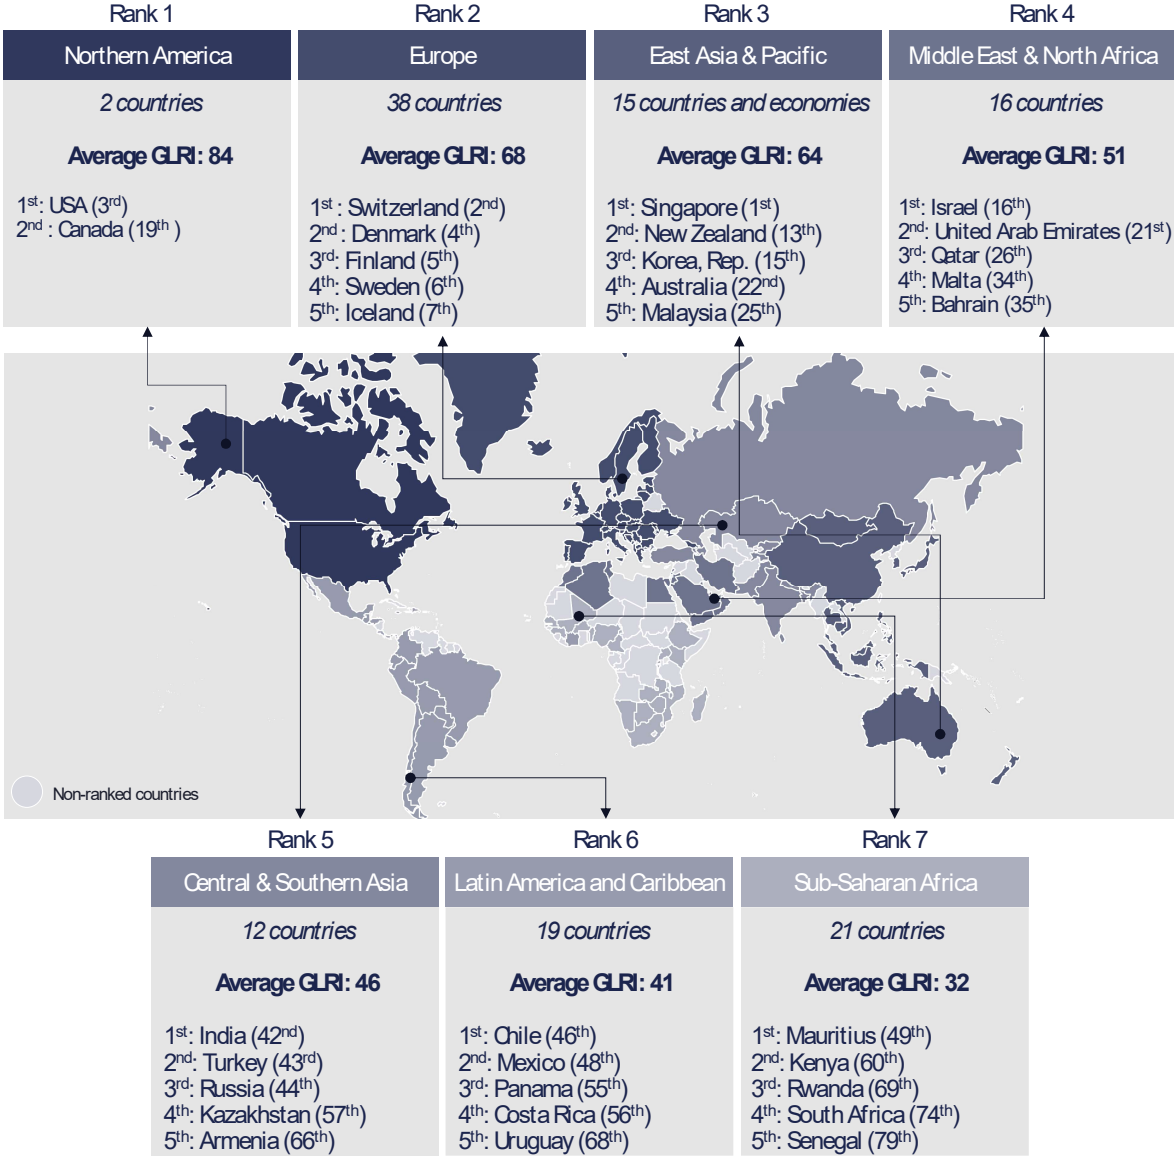 Rank 1
Northern America
2 countries
Average GLRI: 84
1st: USA (3rd)
2nd : Canada (19th )
Rank 2
Europe
38 countries
Average GLRI: 68
1st : Switzerland (2nd)
2nd : Denmark (4th)
3rd: Finland (5th)
4th: Sweden (6th)
5th: Iceland (7th)
Rank 3
East Asia & Pacific
15 countries and economies
Average GLRI: 64
1st: Singapore (1st)
2nd: New Zealand (13th)
3rd: Korea, Rep. (15th)
4th: Australia (22nd)
5th: Malaysia (25th)
Rank 4
Middle East & North Africa
16 countries
Average GLRI: 51
1st: Israel (16th)
2nd: United Arab Emirates (21st)
3rd: Qatar (26th)
4th: Malta (34th)
5th: Bahrain (35th)
Non-ranked countries
Rank 5
Central & Southern Asia
12 countries
Average GLRI: 46
1st: India (42nd)
2nd: Turkey (43rd)
3rd: Russia (44th)
4th: Kazakhstan (57th)
5th: Armenia (66th)
Rank 6
Latin America and Caribbean
19 countries
Average GLRI: 41
1st: Chile (46th)
2nd: Mexico (48th)
3rd: Panama (55th)
4th: Costa Rica (56th)
5th: Uruguay (68th)
Rank 7
Sub-Saharan Africa
21 countries
Average GLRI: 32
1st: Mauritius (49th)
2nd: Kenya (60th)
3rd: Rwanda (69th)
4th: South Africa (74th)
5th: Senegal (79th)